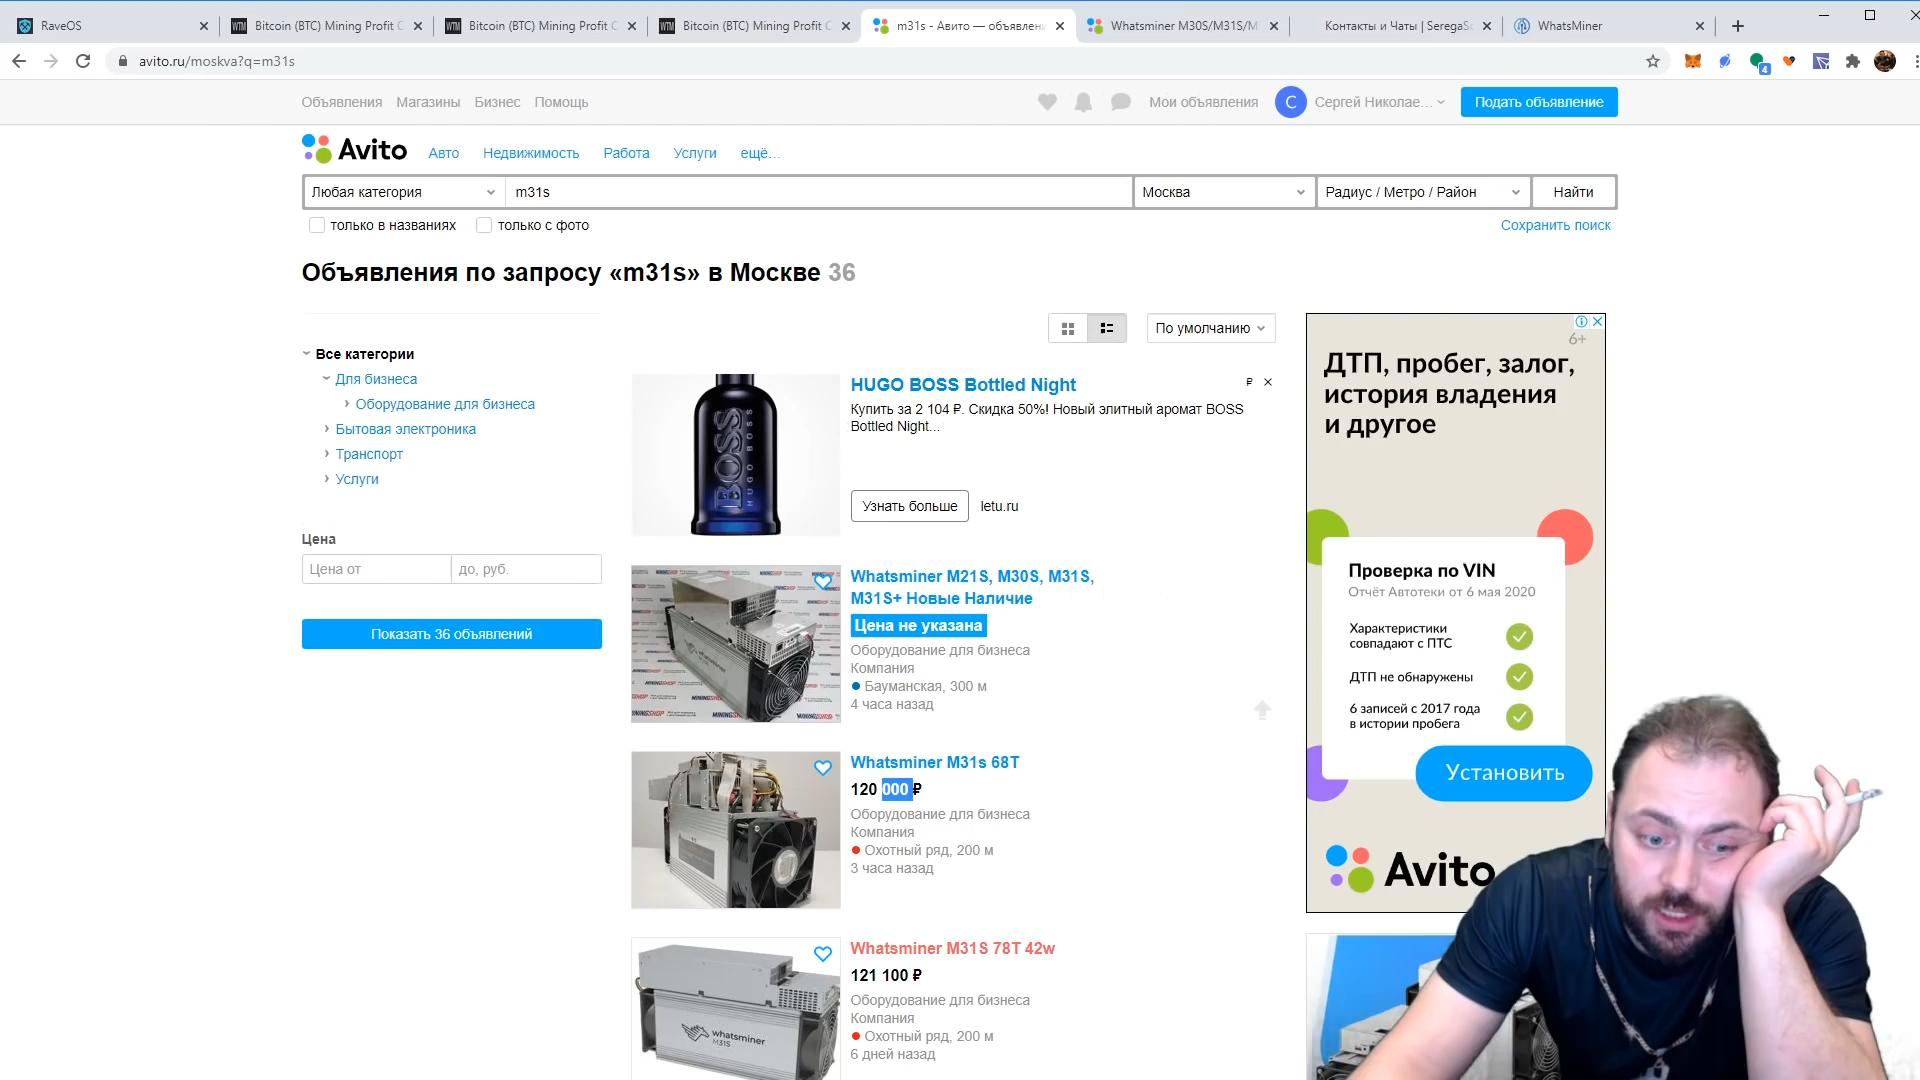 RaveOS
Bitcoin (BTC) Mining Profit C
Bitcoin (BTC) Mining Profit C
Bitcoin (BTC) Mining Profit C
m31s - Авито — объявлени
Whatsminer M30S/M31S/M
Контакты и Чаты | SeregaSc
WhatsMiner
avito.ru/moskva?q=m31s
4
Объявления Магазины Бизнес Помощь
Мои объявления
С
Сергей Николае...
Подать объявление
Avito
Авто Недвижимость Работа Услуги ещё...
Любая категория
m31s
Москва
Радиус / Метро / Район
Найти
только в названиях
только с фото
Сохранить поиск
Объявления по запросу «m31s» в Москве 36
По умолчанию
Все категории
Для бизнеса
Оборудование для бизнеса
Бытовая электроника
Транспорт
Услуги
Цена
Цена от
до, руб.
Показать 36 объявлений
HUGO BOSS Bottled Night
₽
Купить за 2 104 ₽. Скидка 50%! Новый элитный аромат BOSS
Bottled Night...
BOSS
HUGO BOSS
Узнать больше
letu.ru
Whatsminer M21S, M30S, M31S,
M31S+ Новые Наличие
Цена не указана
Оборудование для бизнеса
Компания
Бауманская, 300 м
4 часа назад
Whatsminer M31s 68T
120 000 ₽
Оборудование для бизнеса
Компания
Охотный ряд, 200 м
3 часа назад
Whatsminer M31S 78T 42w
121 100 ₽
Оборудование для бизнеса
Компания
Охотный ряд, 200 м
6 дней назад
whatsminer
M31S
6+
ДТП, пробег, залог,
история владения
и другое
Проверка по VIN
Отчёт Автотеки от 6 мая 2020
Характеристики
совпадают с ПТС
ДТП не обнаружены
6 записей с 2017 года
в истории пробега
Установить
Avito